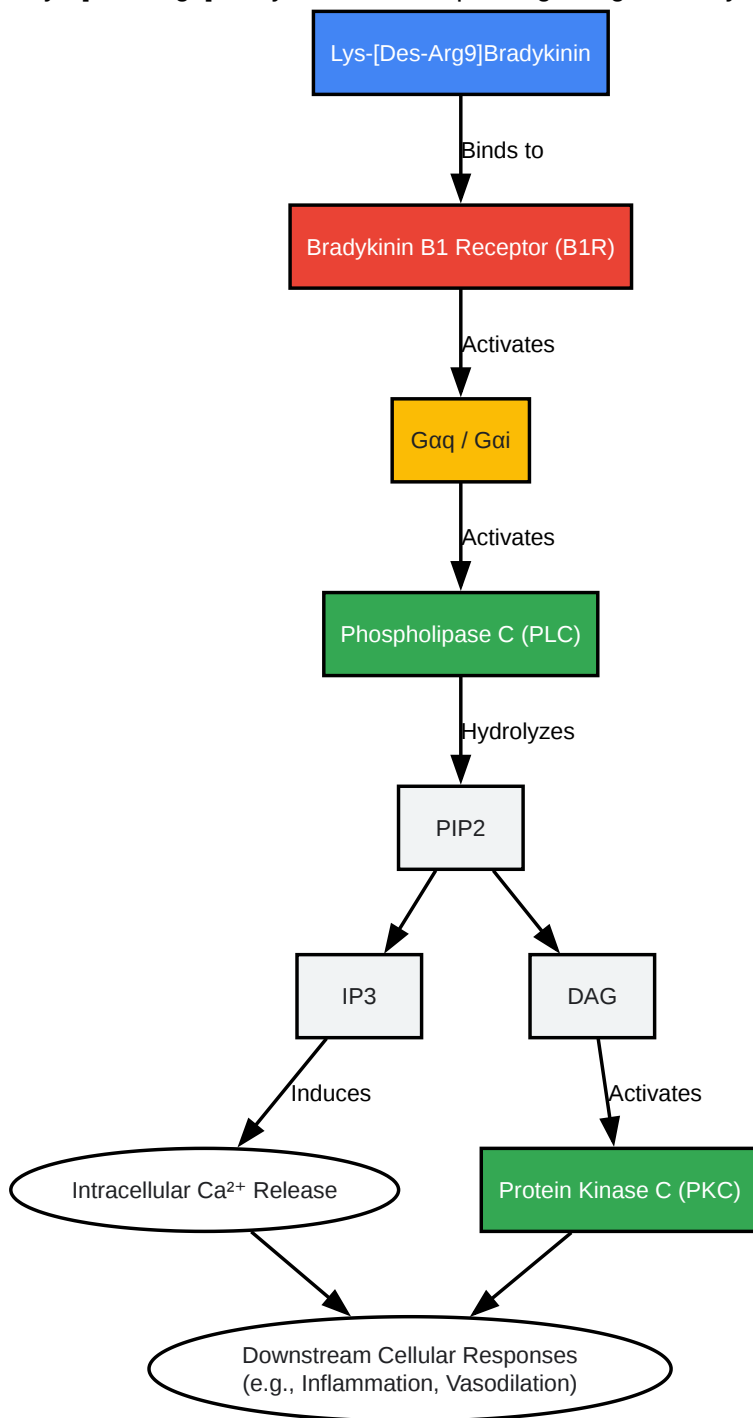 Lys-[Des-Arg9]Bradykinin
Binds to
Bradykinin B1 Receptor (B1R)
Activates
Gαq / Gαi
Activates
Phospholipase C (PLC)
Hydrolyzes
PIP2
IP3
DAG
Induces
Activates
Intracellular Ca²⁺ Release
Protein Kinase C (PKC)
Downstream Cellular Responses
(e.g., Inflammation, Vasodilation)